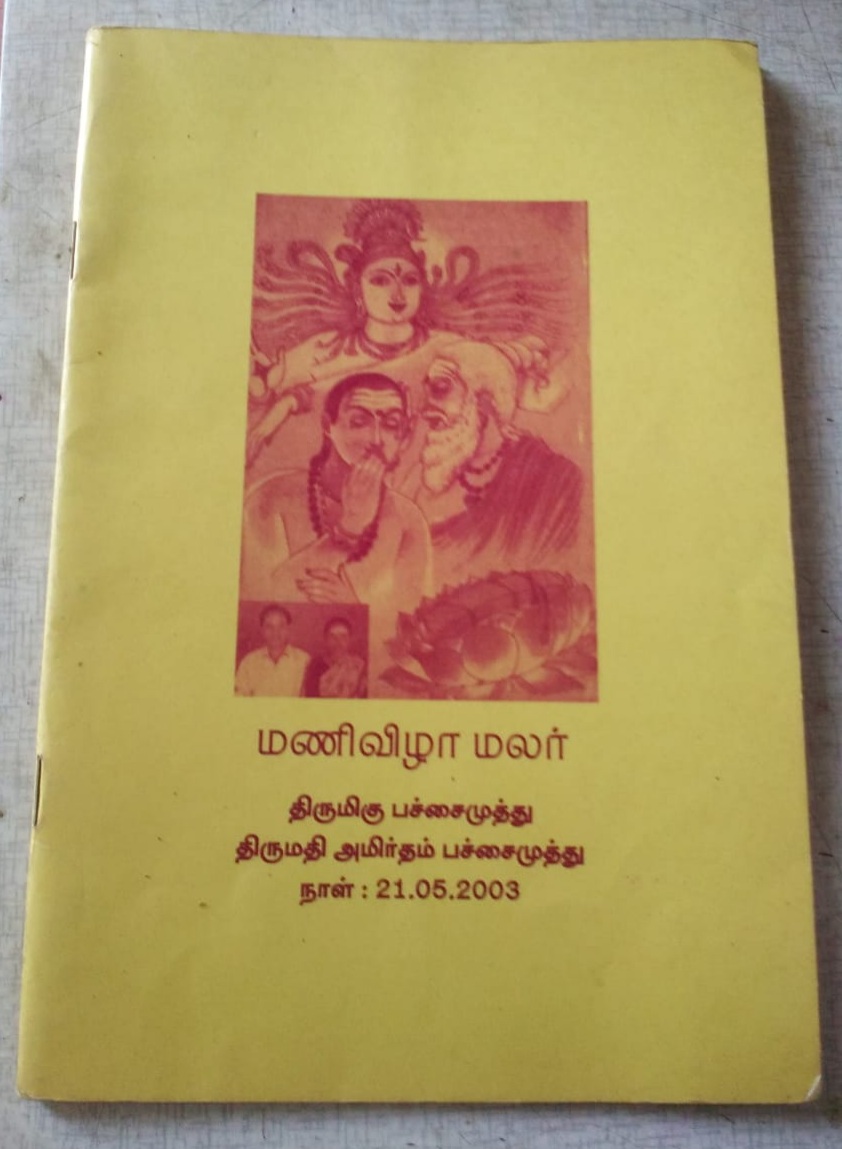 மணிவிழா மலர்
திருமிகு பச்சைமுத்து
திருமதி அமிர்தம் பச்சைமுத்து
நாள் : 21.05.2003